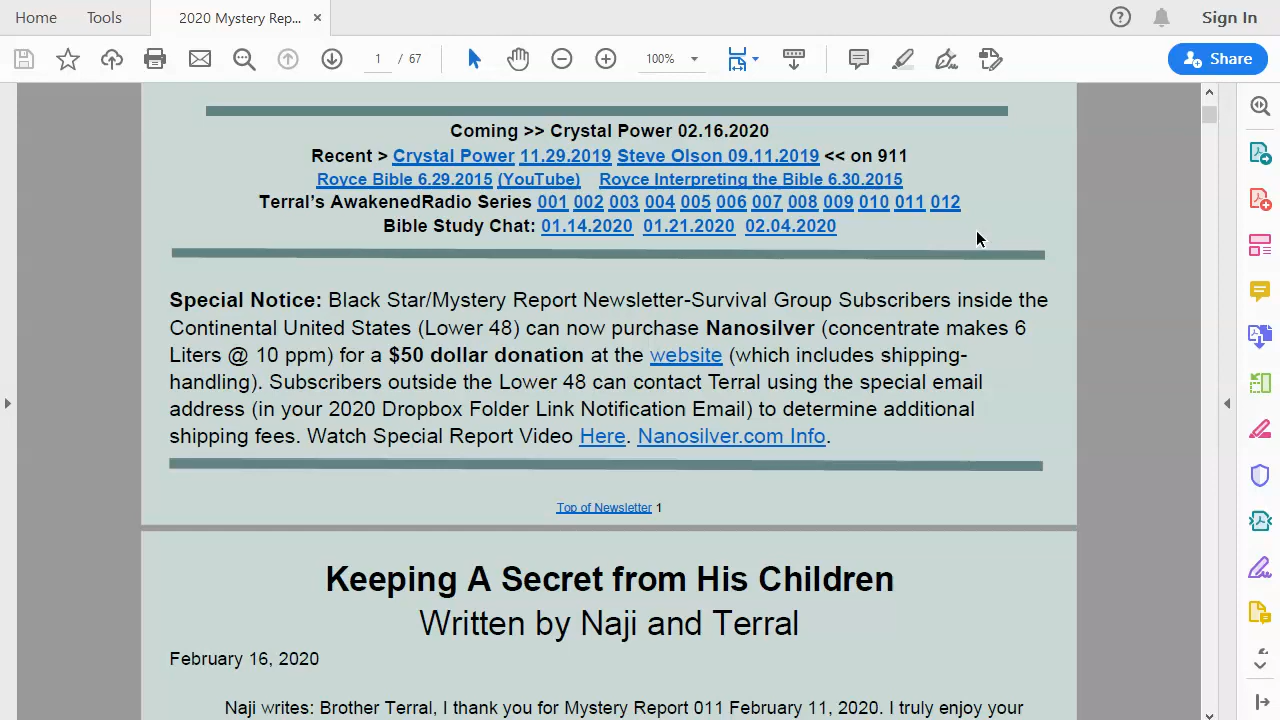 Home Tools 2020 Mystery Rep... × Sign In
1 / 67 100% Share
Coming >> Crystal Power 02.16.2020
Recent > Crystal Power 11.29.2019 Steve Olson 09.11.2019 << on 911
Royce Bible 6.29.2015 (YouTube) Royce Interpreting the Bible 6.30.2015
Terral's AwakenedRadio Series 001 002 003 004 005 006 007 008 009 010 011 012
Bible Study Chat: 01.14.2020 01.21.2020 02.04.2020
Special Notice: Black Star/Mystery Report Newsletter-Survival Group Subscribers inside the
Continental United States (Lower 48) can now purchase Nanosilver (concentrate makes 6
Liters @ 10 ppm) for a $50 dollar donation at the website (which includes shipping-
handling). Subscribers outside the Lower 48 can contact Terral using the special email
address (in your 2020 Dropbox Folder Link Notification Email) to determine additional
shipping fees. Watch Special Report Video Here. Nanosilver.com Info.
Top of Newsletter 1
Keeping A Secret from His Children
Written by Naji and Terral
February 16, 2020
Naji writes: Brother Terral, I thank you for Mystery Report 011 February 11, 2020. I truly enjoy your